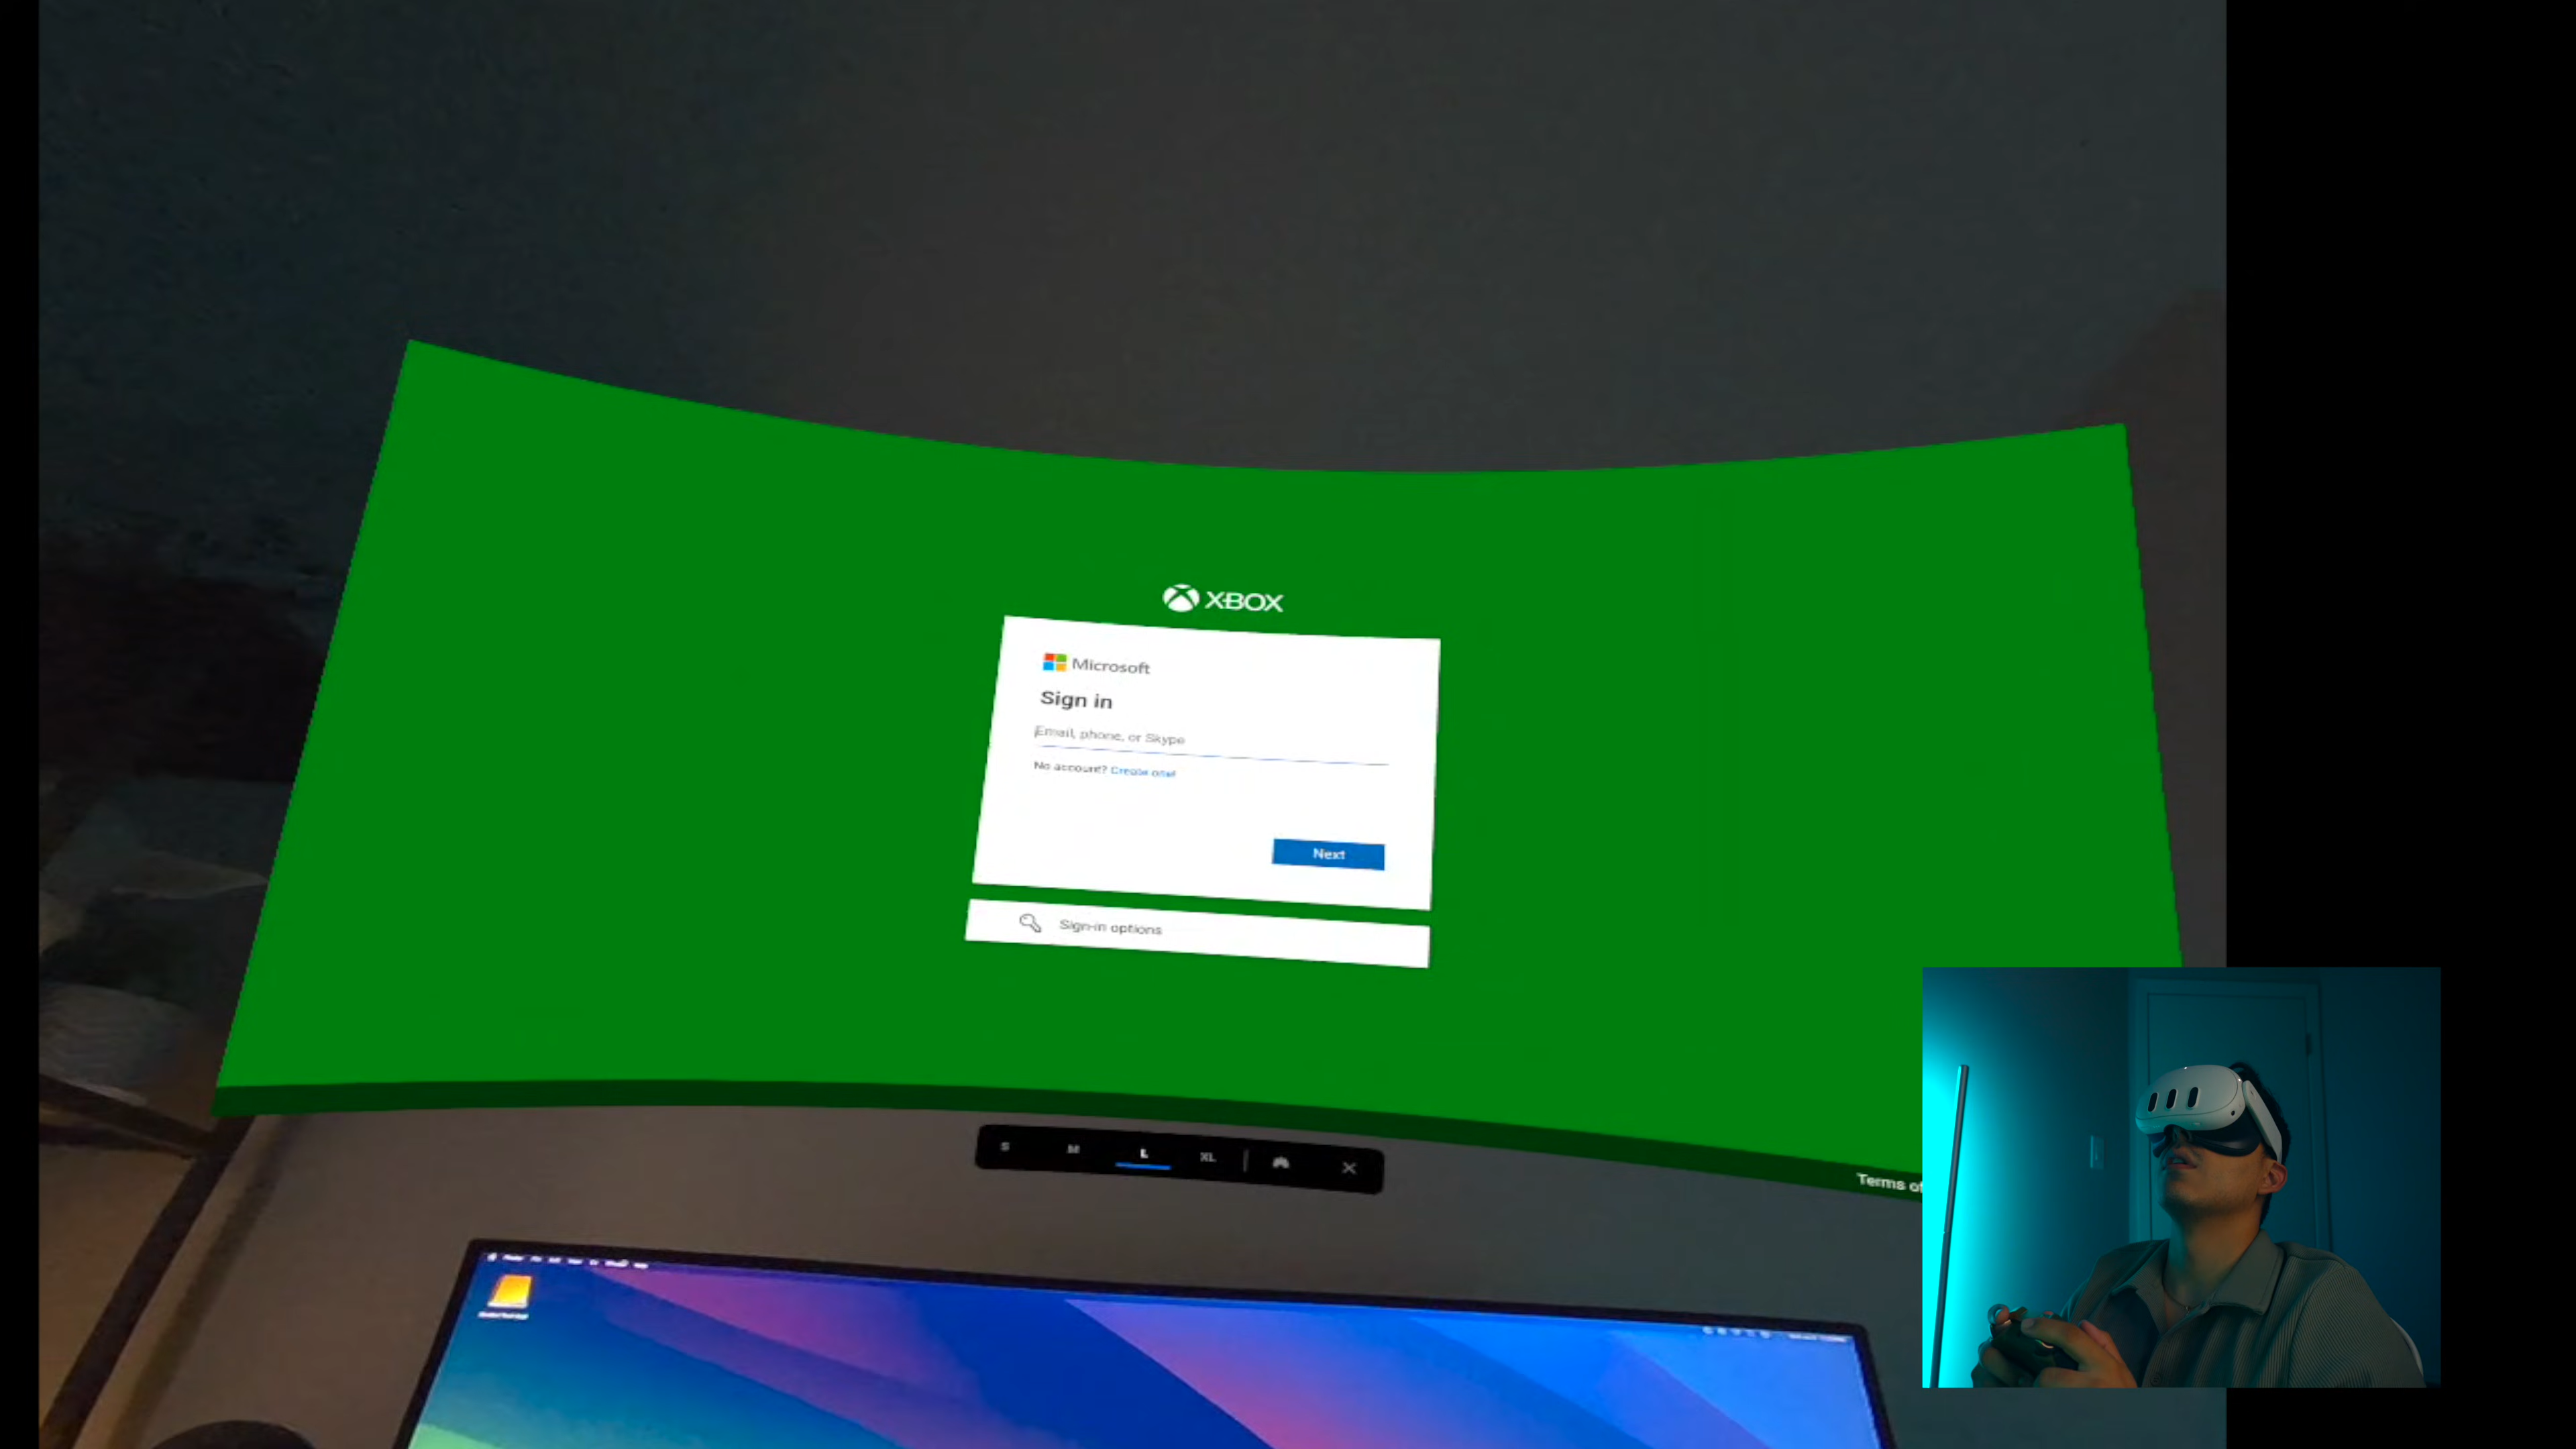 XBOX
Microsoft
Sign in
Email, phone, or Skype
No account? Create one!
Next
Sign-in options
Terms of
S M L XL